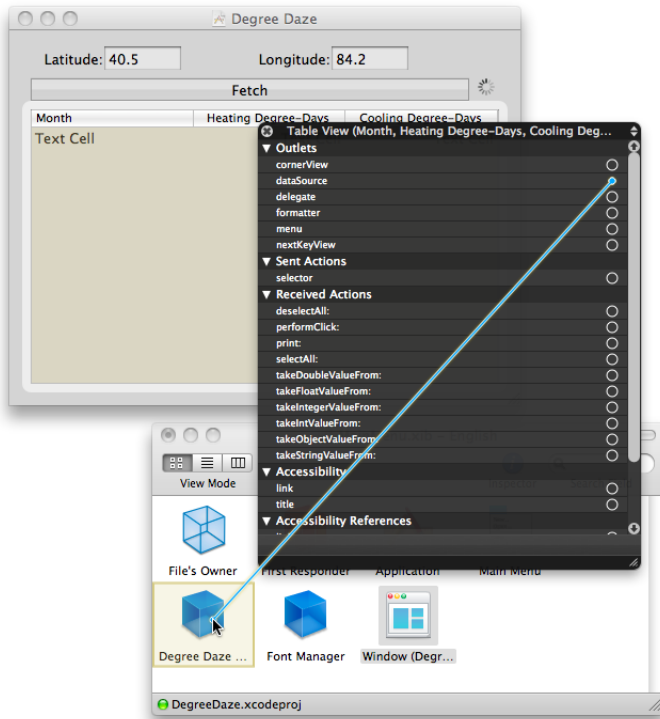 Degree Daze
Latitude: 40.5 Longitude: 84.2
Fetch
Month Heating Degree-Days Cooling Degree-Days
Text Cell
Table View (Month, Heating Degree-Days, Cooling Deg...
▼ Outlets
cornerView
dataSource
delegate
formatter
menu
nextKeyView
▼ Sent Actions
selector
▼ Received Actions
deselectAll:
performClick:
print:
selectAll:
takeDoubleValueFrom:
takeFloatValueFrom:
takeIntegerValueFrom:
takeIntValueFrom:
takeObjectValueFrom:
takeStringValueFrom:
▼ Accessibility
link
title
▼ Accessibility References
View Mode
File's Owner First Responder Application Main Menu
Degree Daze ... Font Manager Window (Degr...
DegreeDaze.xcodeproj